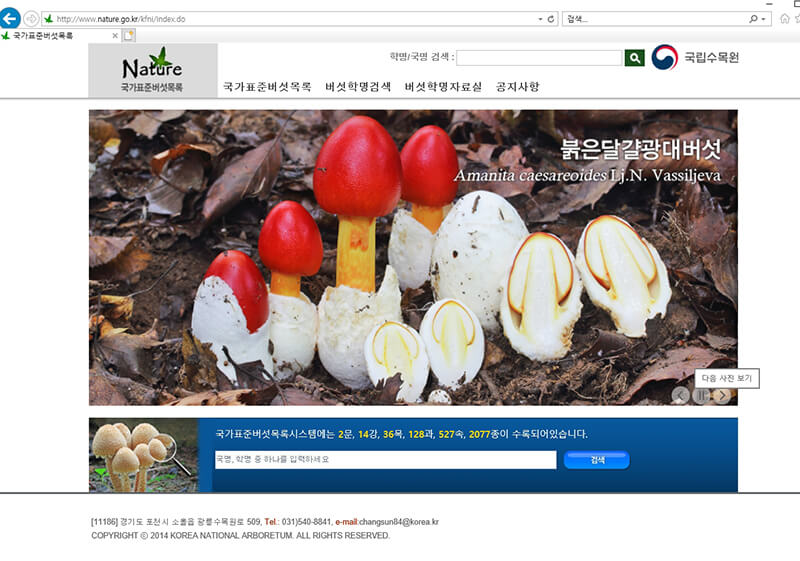 http://www.nature.go.kr/kfni/index.do
검색...
국가표준버섯목록
Nature
국가표준버섯목록
학명/국명 검색 :
국립수목원
국가표준버섯목록 버섯학명검색 버섯학명자료실 공지사항
붉은달걀광대버섯
Amanita caesareoides Lj.N. Vassiljeva
다음 사진 보기
국가표준버섯목록시스템에는 2문, 14강, 36목, 128과, 527속, 2077종이 수록되어있습니다.
국명, 학명 중 하나를 입력하세요
검색
[11186] 경기도 포천시 소흘읍 광릉수목원로 509, Tel.: 031)540-8841, e-mail:changsun84@korea.kr
COPYRIGHT ⓒ 2014 KOREA NATIONAL ARBORETUM. ALL RIGHTS RESERVED.